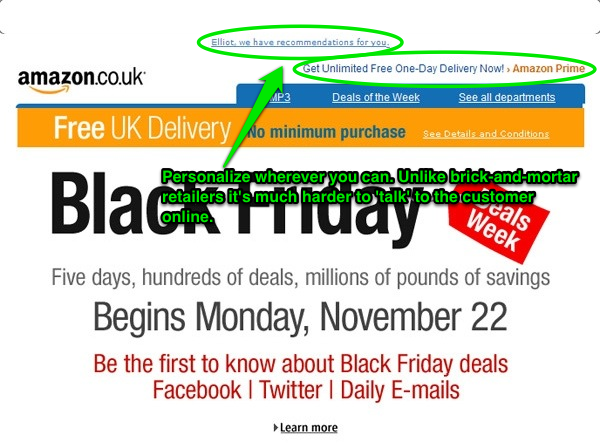 Elliot, we have recommendations for you.
Get Unlimited Free One-Day Delivery Now! › Amazon Prime
amazon.co.uk
MP3
Deals of the Week
See all departments
Free UK Delivery No minimum purchase See Details and Conditions
Personalize wherever you can. Unlike brick-and-mortar
retailers it's much harder to 'talk' to the customer
online.
Black Friday
Deals
Week
Five days, hundreds of deals, millions of pounds of savings
Begins Monday, November 22
Be the first to know about Black Friday deals
Facebook | Twitter | Daily E-mails
Learn more